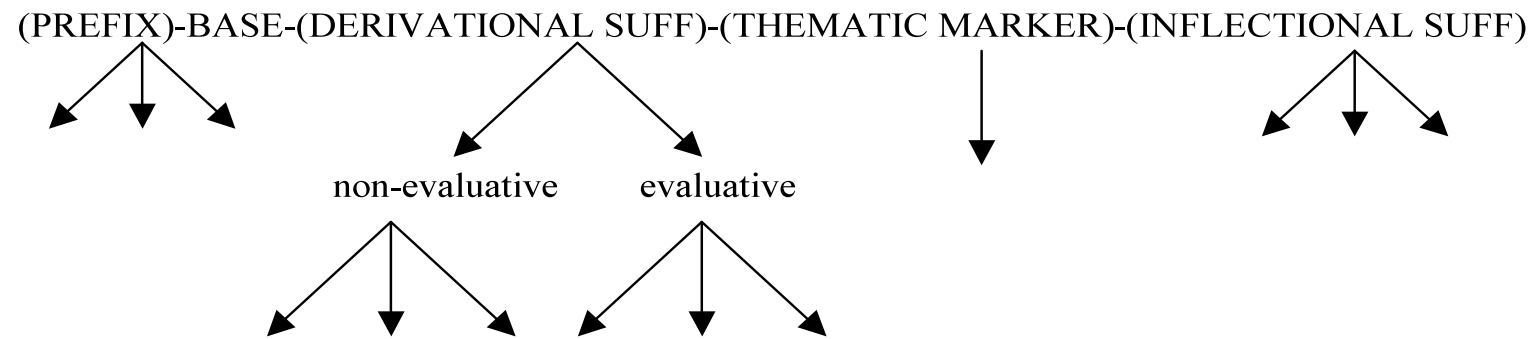 (PREFIX)-BASE-(DERIVATIONAL SUFF)-(THEMATIC MARKER)-(INFLECTIONAL SUFF)
non-evaluative evaluative